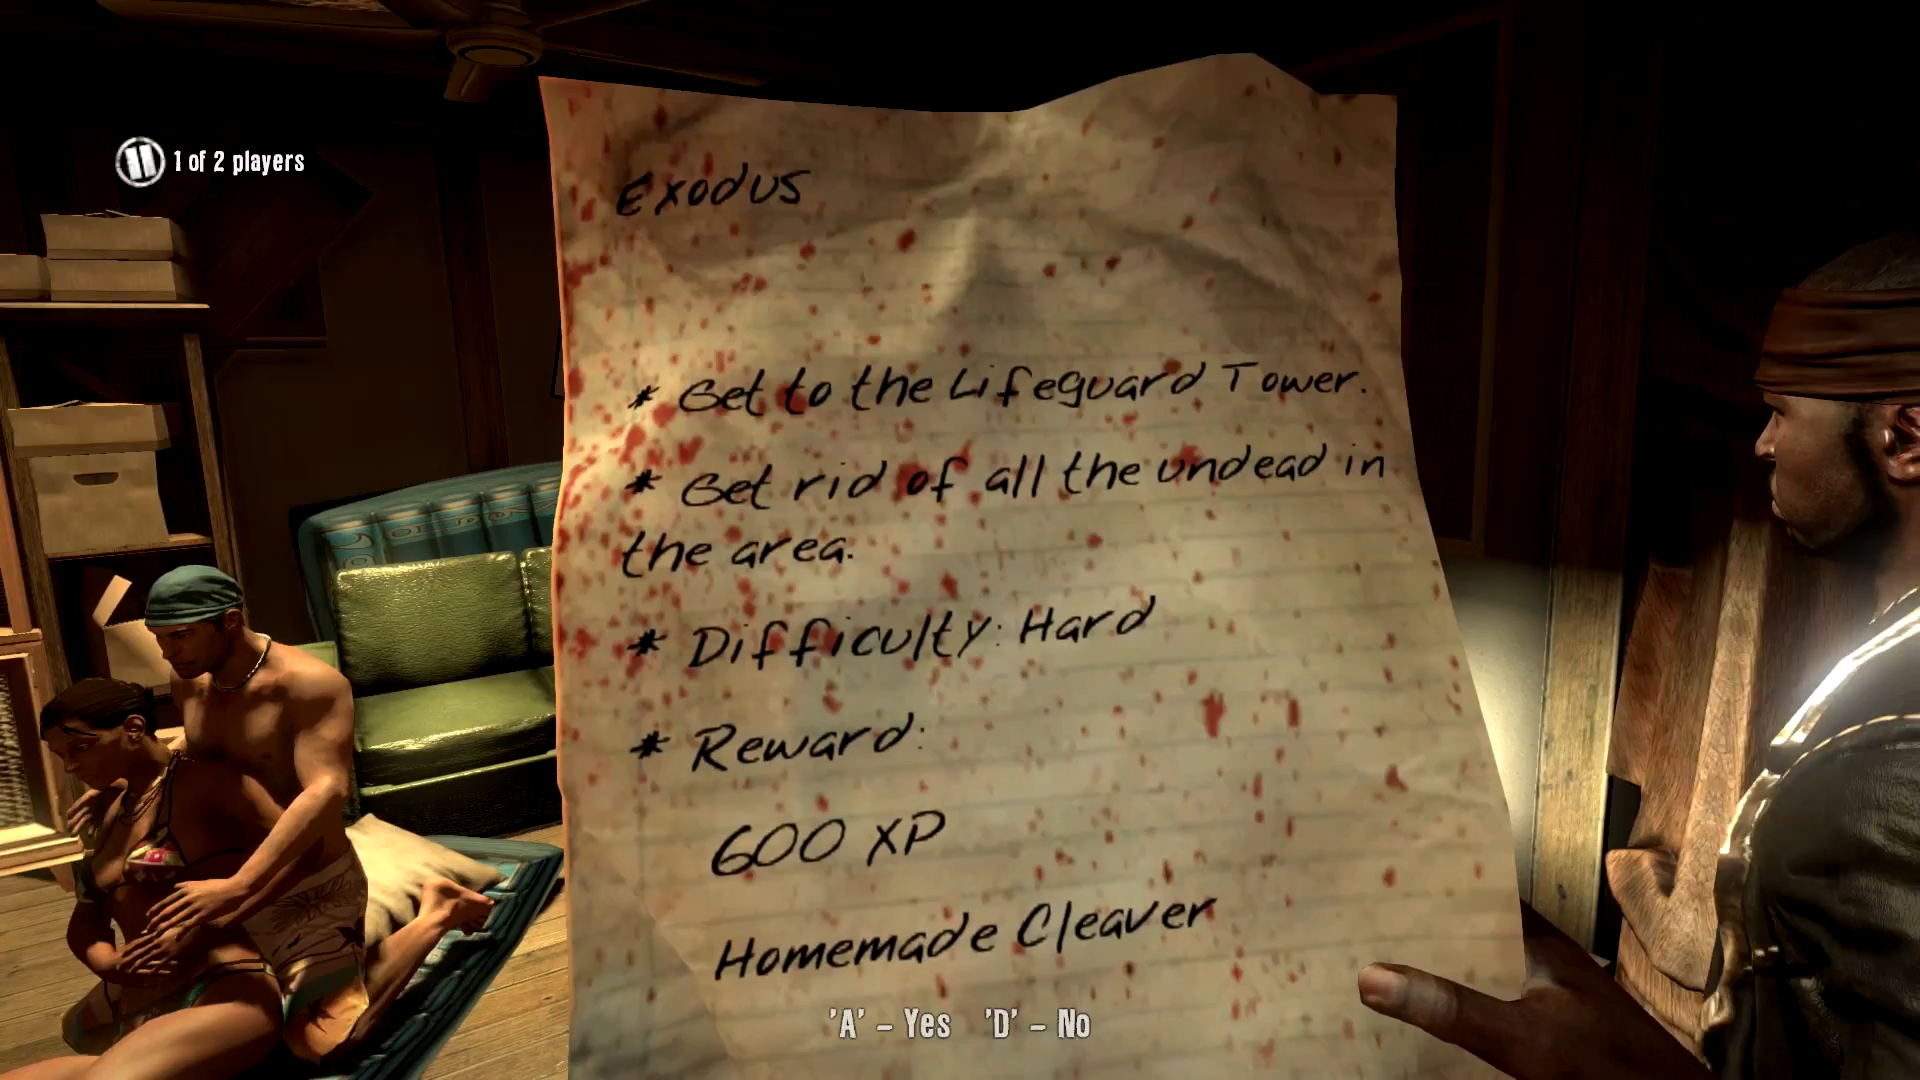 1 of 2 players
Exodus
* Get to the Lifeguard Tower.
* Get rid of all the undead in
the area.
* Difficulty: Hard
* Reward:
600 XP
Homemade Cleaver
'A' – Yes 'D' – No